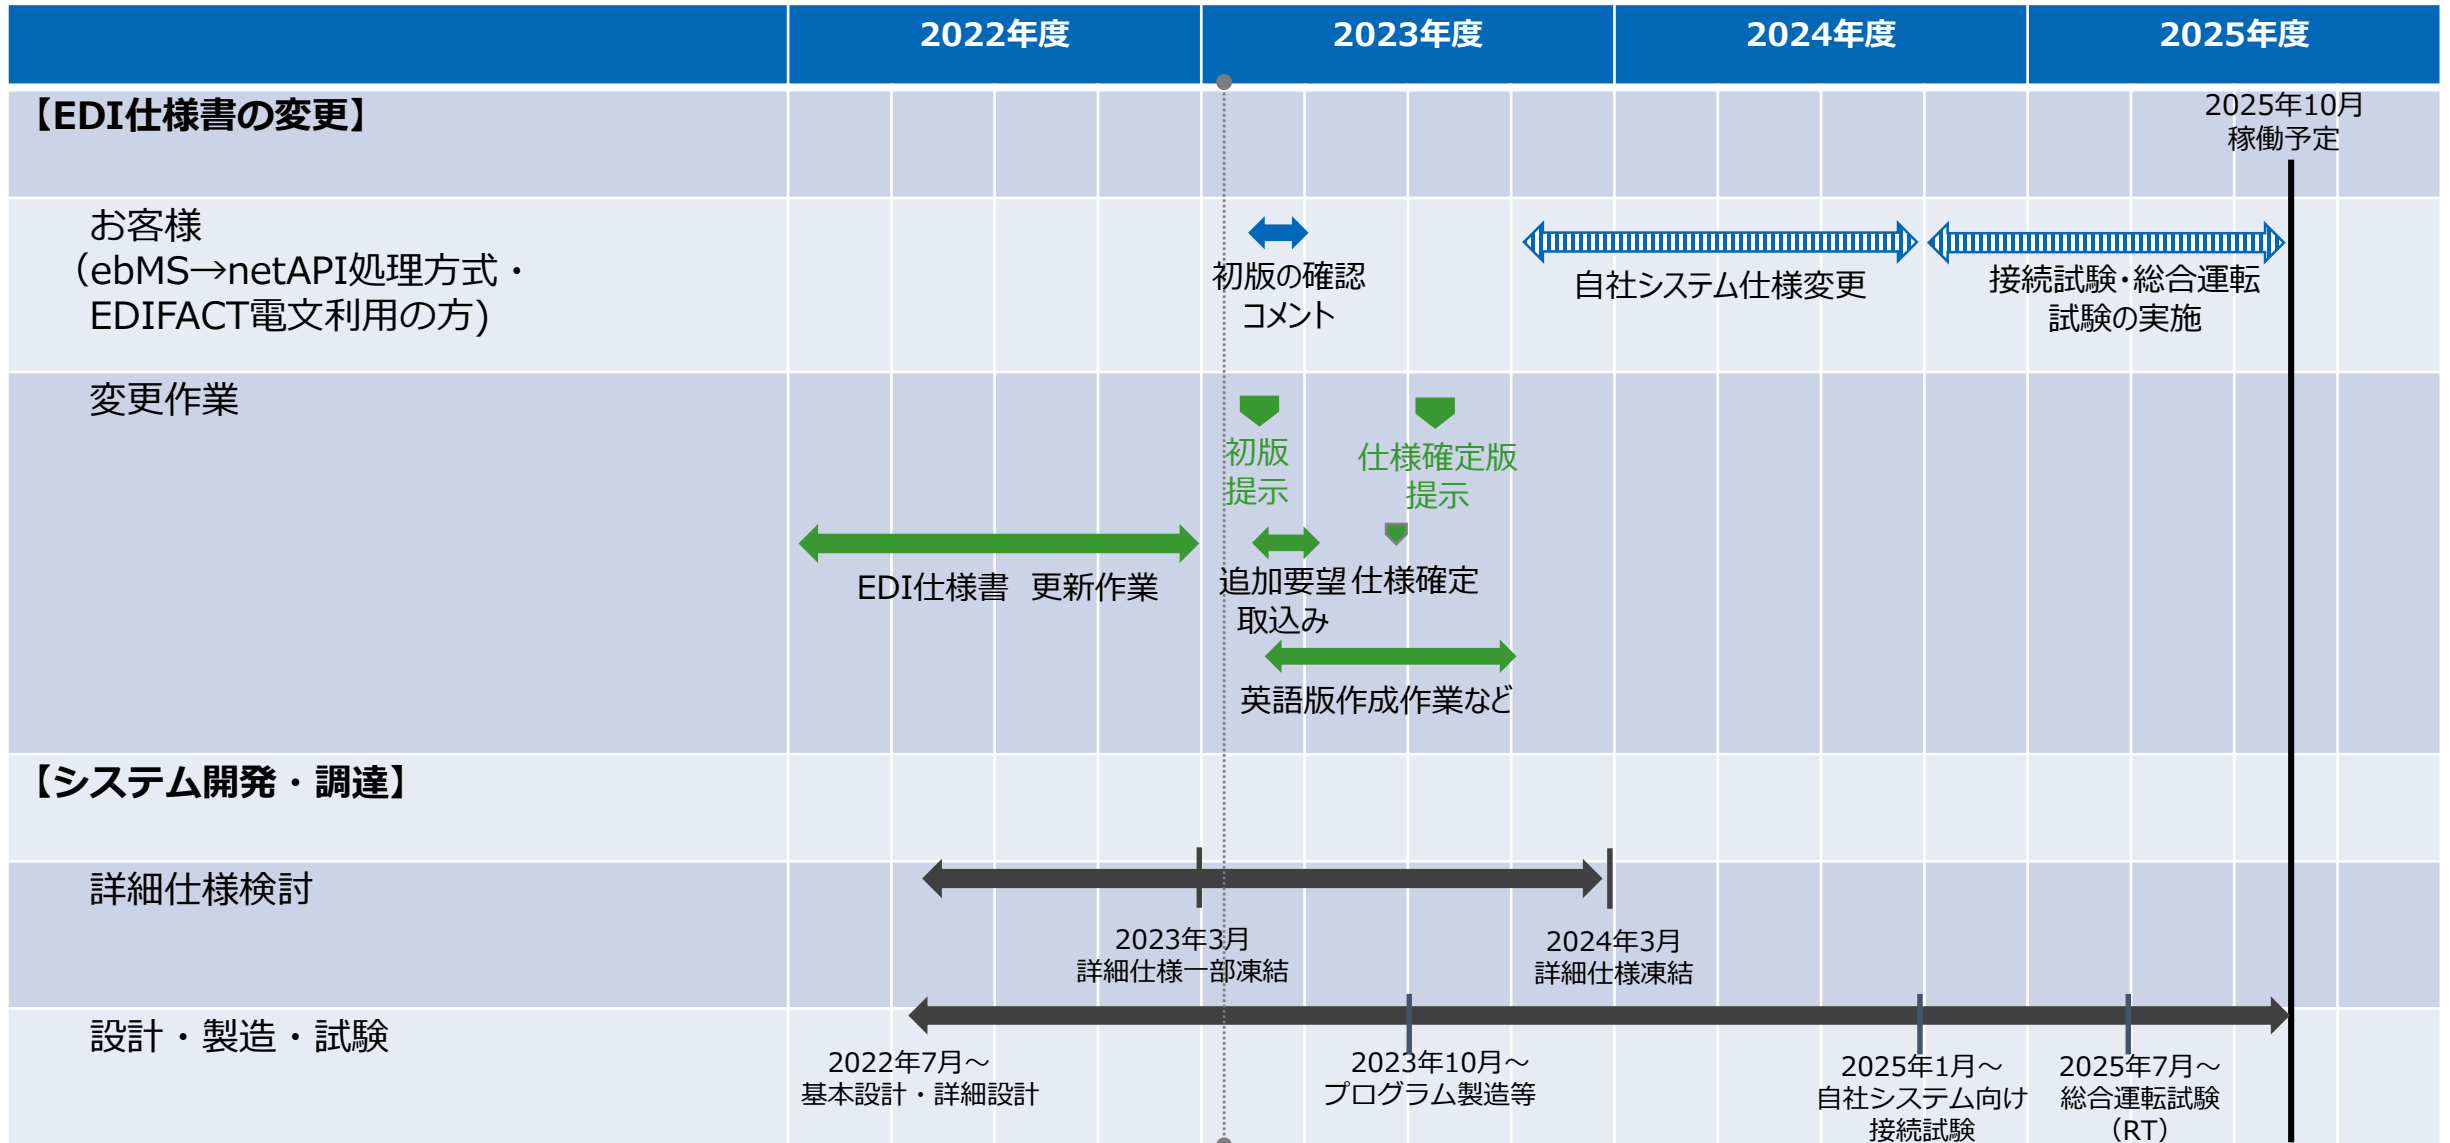 2022年度
2023年度
2024年度
2025年度
【EDI仕様書の変更】
2025年10月
稼働予定
お客様
（ebMS→netAPI処理方式・
EDIFACT電文利用の方)
初版の確認
コメント
自社システム仕様変更
接続試験・総合運転
試験の実施
変更作業
初版
提示
仕様確定版
提示
EDI仕様書　更新作業
追加要望
取込み
仕様確定
英語版作成作業など
【システム開発・調達】
詳細仕様検討
2023年3月
詳細仕様一部凍結
2024年3月
詳細仕様凍結
設計・製造・試験
2022年7月～
基本設計・詳細設計
2023年10月～
プログラム製造等
2025年1月～
自社システム向け
接続試験
2025年7月～
総合運転試験
（RT）